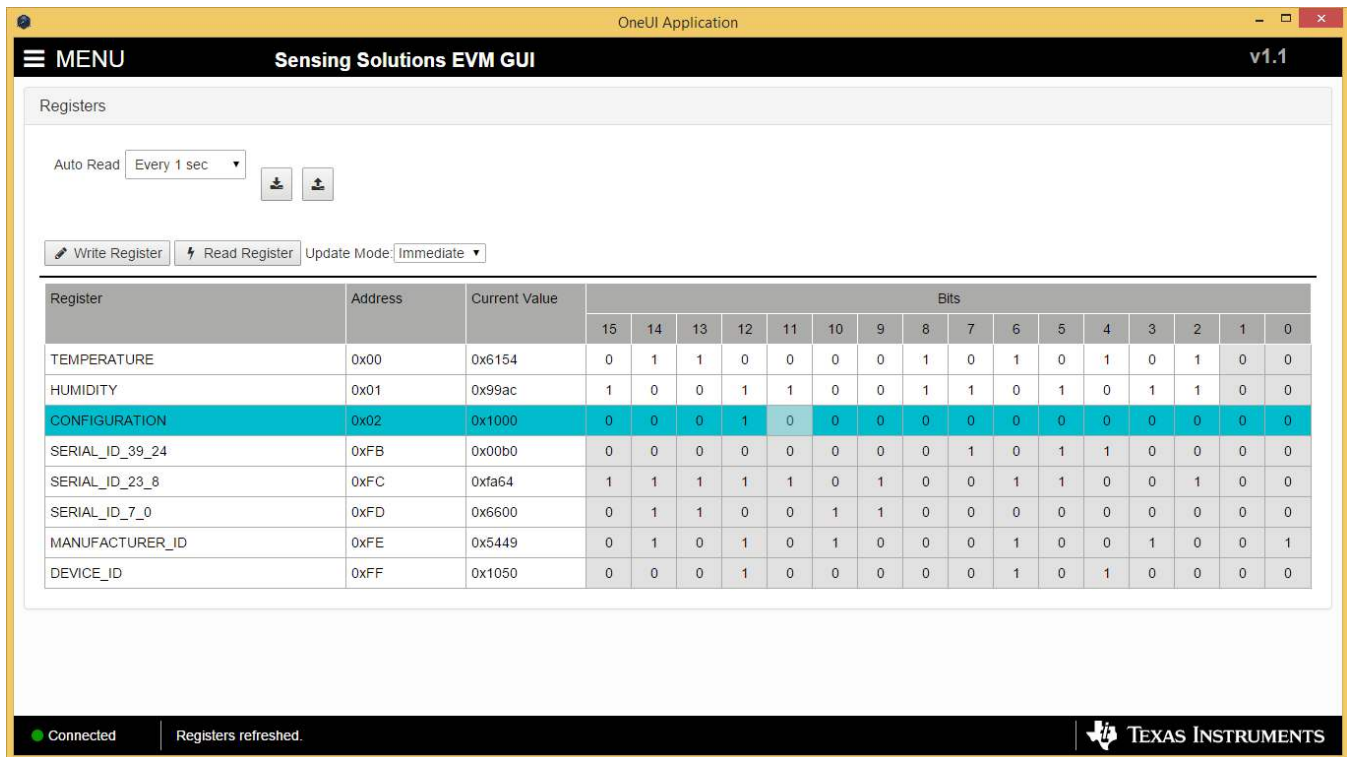 OneUI Application
MENU Sensing Solutions EVM GUI v1.1
Registers
Auto Read Every 1 sec
Write Register Read Register Update Mode: Immediate
Register Address Current Value Bits
15 14 13 12 11 10 9 8 7 6 5 4 3 2 1 0
TEMPERATURE 0x00 0x6154 0 1 1 0 0 0 0 1 0 1 0 1 0 1 0 0
HUMIDITY 0x01 0x99ac 1 0 0 1 1 0 0 1 1 0 1 0 1 1 0 0
CONFIGURATION 0x02 0x1000 0 0 0 1 0 0 0 0 0 0 0 0 0 0 0 0
SERIAL_ID_39_24 0xFB 0x00b0 0 0 0 0 0 0 0 0 1 0 1 1 0 0 0 0
SERIAL_ID_23_8 0xFC 0xfa64 1 1 1 1 1 0 1 0 0 1 1 0 0 1 0 0
SERIAL_ID_7_0 0xFD 0x6600 0 1 1 0 0 1 1 0 0 0 0 0 0 0 0 0
MANUFACTURER_ID 0xFE 0x5449 0 1 0 1 0 1 0 0 0 1 0 0 1 0 0 1
DEVICE_ID 0xFF 0x1050 0 0 0 1 0 0 0 0 0 1 0 1 0 0 0 0
Connected Registers refreshed. TEXAS INSTRUMENTS